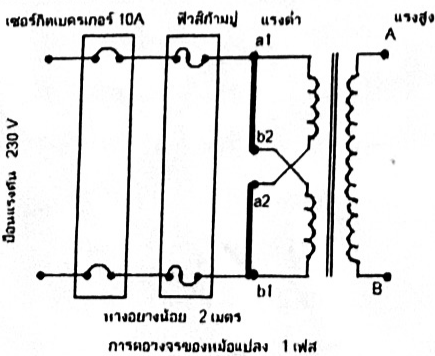 เซอร์กิตเบรคเกอร์ 10A
ฟิวส์ก้ามปู
แรงต่ำ
แรงสูง
a1
A
b2
a2
b1
B
ป้อนแรงดัน 230 V
ห่างอย่างน้อย 2 เมตร
การต่อวงจรของหม้อแปลง 1 เฟส